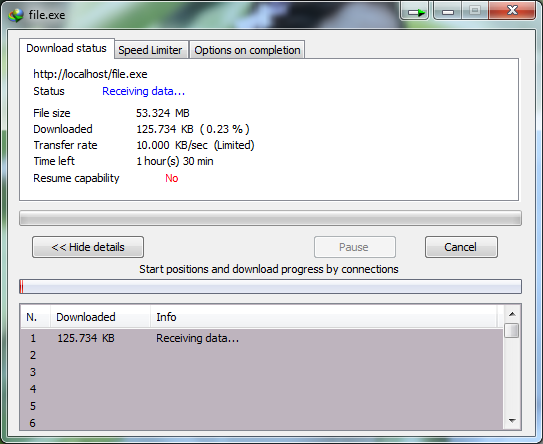 file.exe
Download status Speed Limiter Options on completion
http://localhost/file.exe
Status Receiving data...
File size 53.324 MB
Downloaded 125.734 KB ( 0.23 % )
Transfer rate 10.000 KB/sec (Limited)
Time left 1 hour(s) 30 min
Resume capability No
<< Hide details Pause Cancel
Start positions and download progress by connections
N. Downloaded Info
1 125.734 KB Receiving data...
2
3
4
5
6